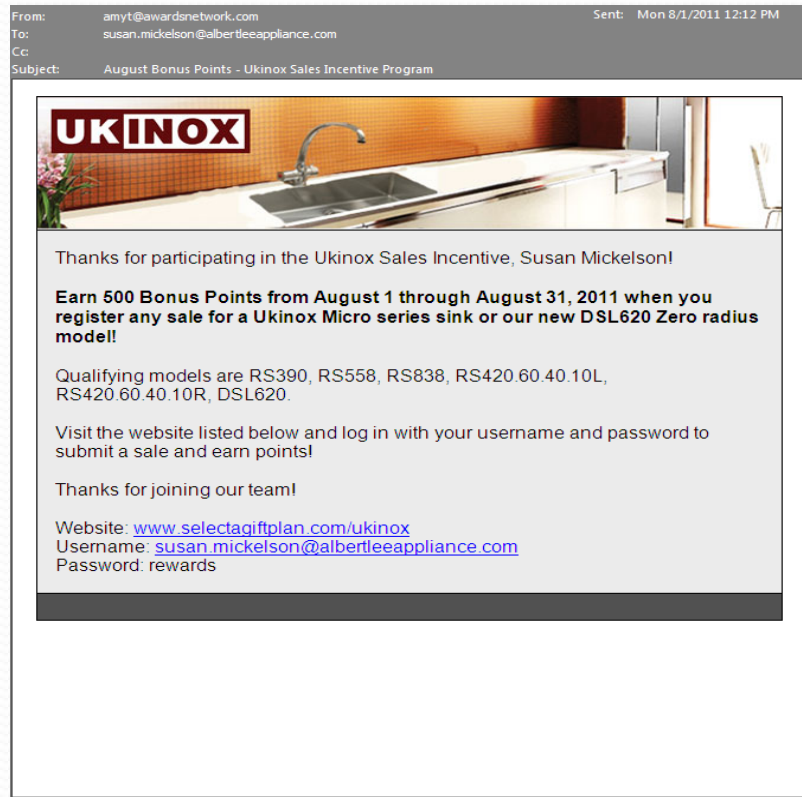 From: amyt@awardsnetwork.com Sent: Mon 8/1/2011 12:12 PM
To: susan.mickelson@albertleeappliance.com
Cc:
Subject: August Bonus Points - Ukinox Sales Incentive Program
UKINOX
Thanks for participating in the Ukinox Sales Incentive, Susan Mickelson!
Earn 500 Bonus Points from August 1 through August 31, 2011 when you
register any sale for a Ukinox Micro series sink or our new DSL620 Zero radius
model!
Qualifying models are RS390, RS558, RS838, RS420.60.40.10L,
RS420.60.40.10R, DSL620.
Visit the website listed below and log in with your username and password to
submit a sale and earn points!
Thanks for joining our team!
Website: www.selectagiftplan.com/ukinox
Username: susan.mickelson@albertleeappliance.com
Password: rewards